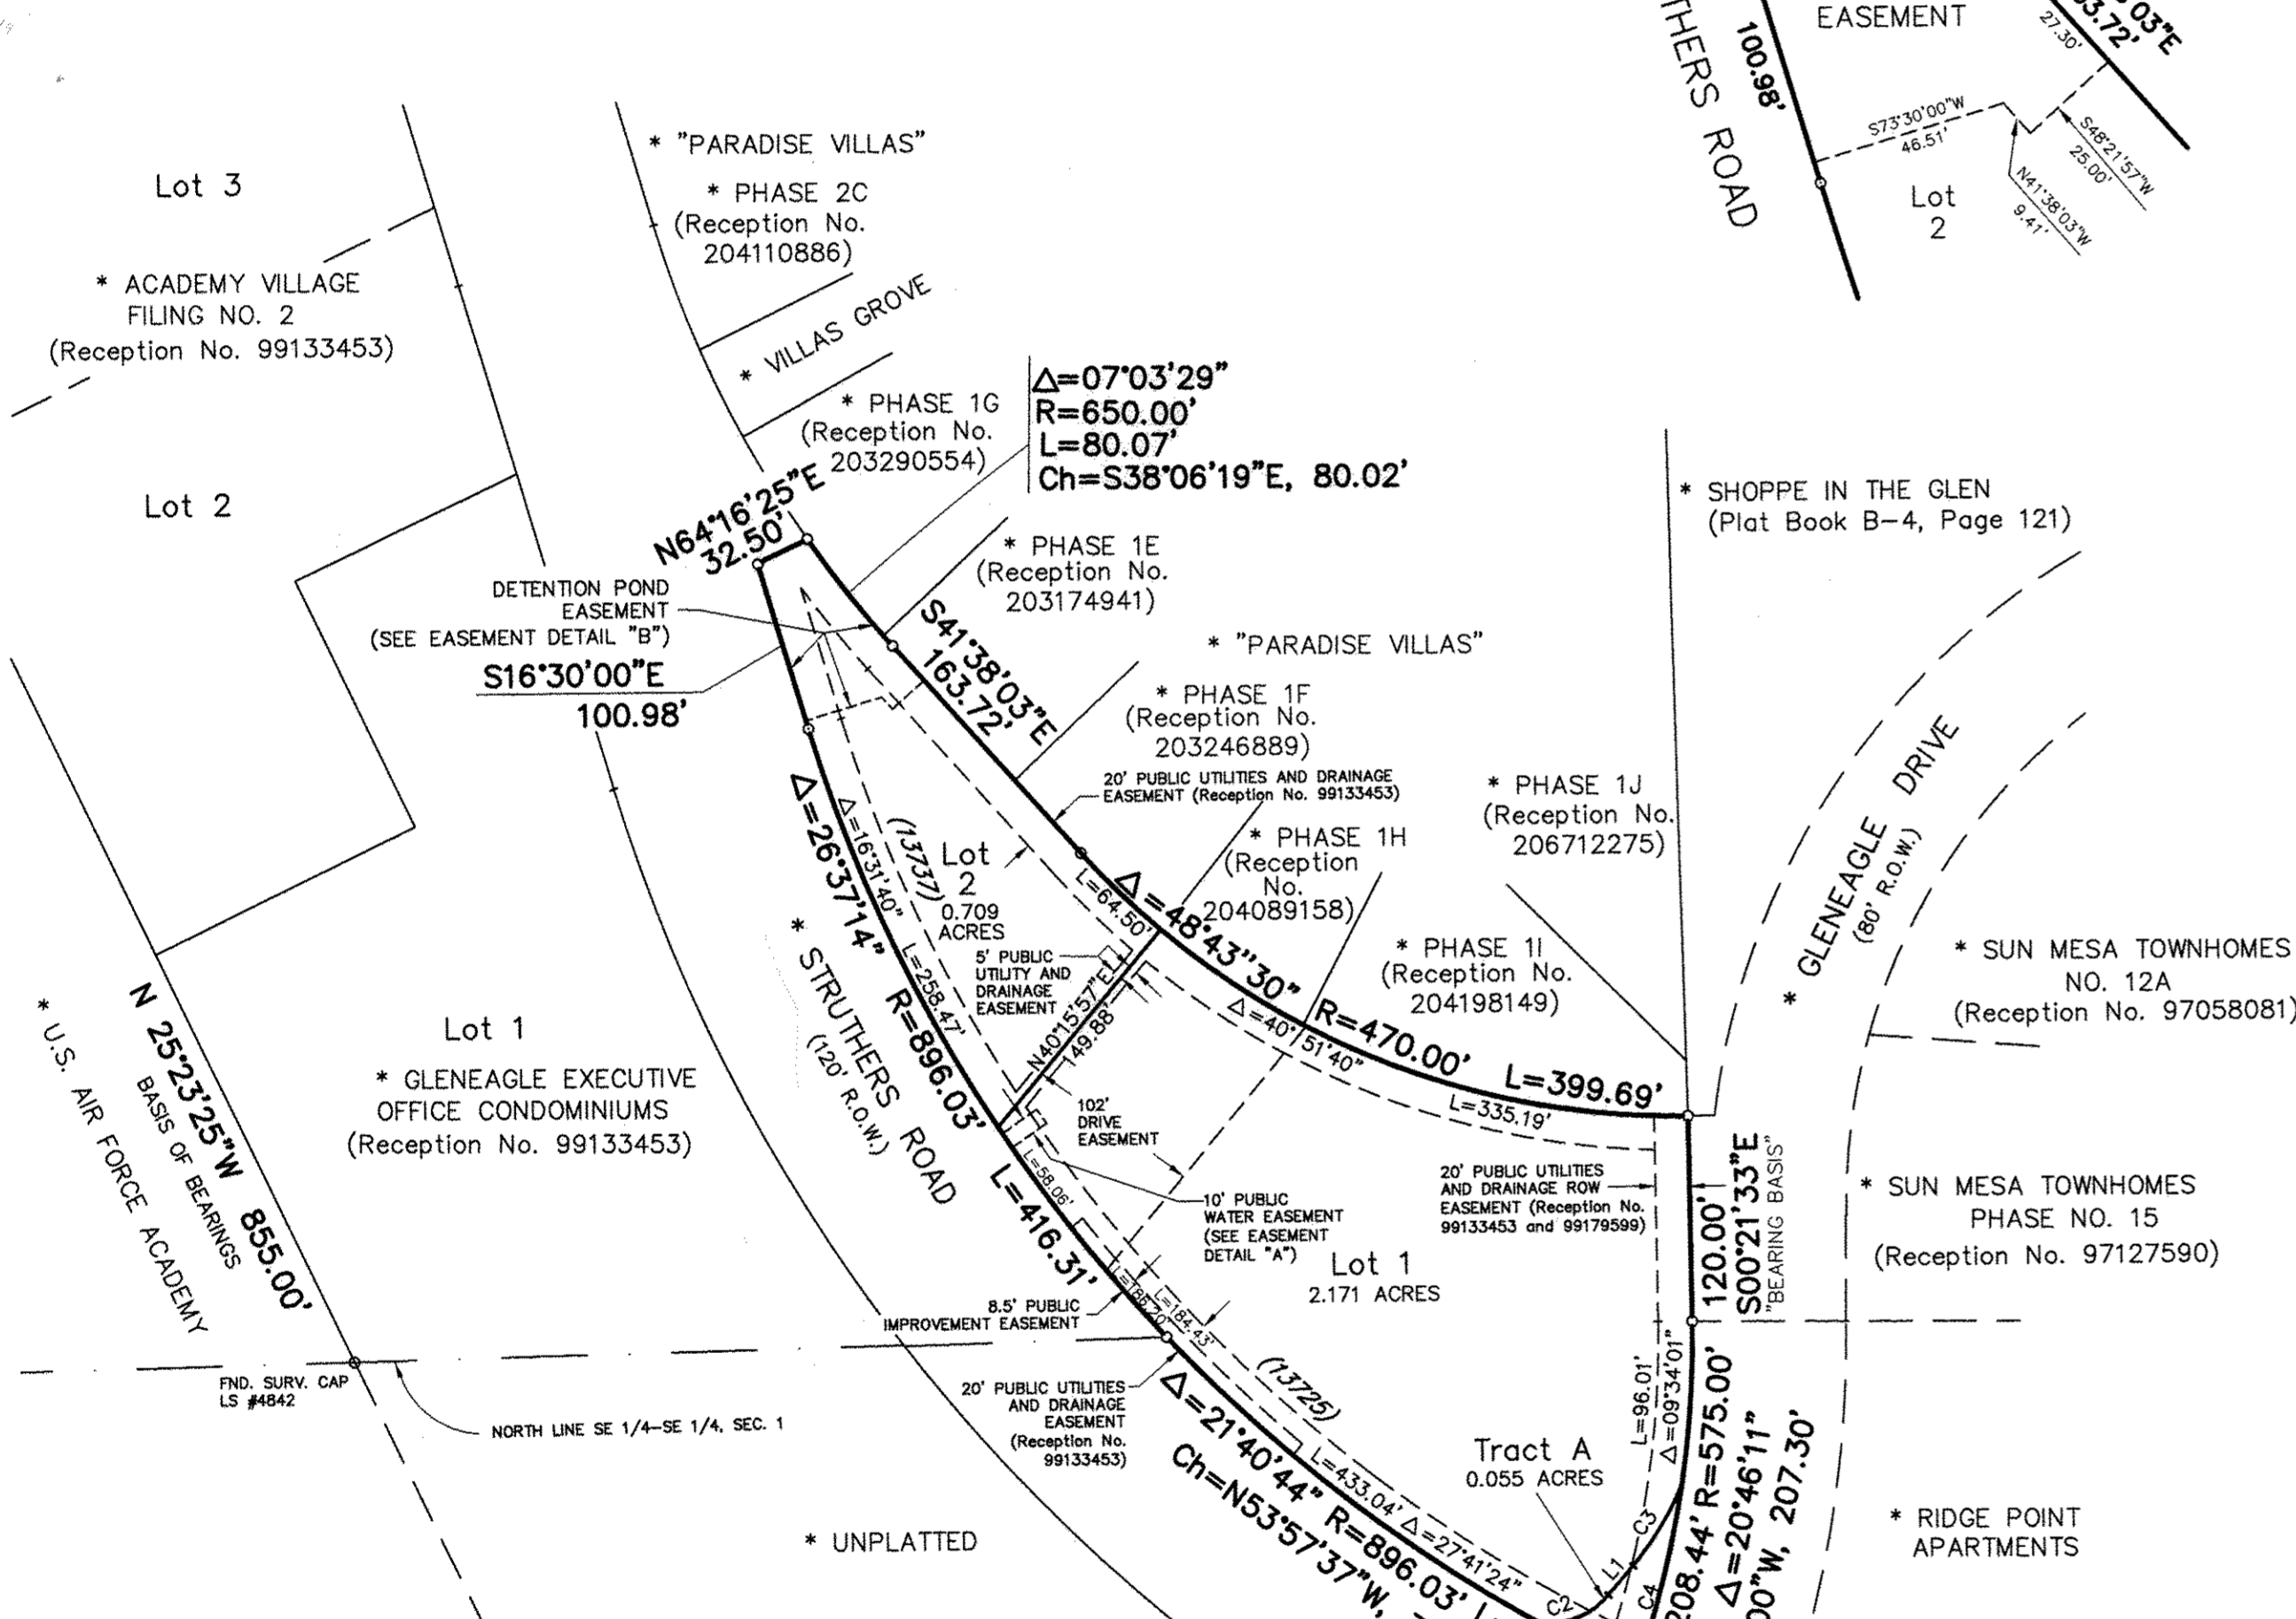 EASEMENT
THERS ROAD
100.98'
03"E
3.72'
27.30'
S73°30'00"W
46.51'
S48°21'57"W
25.00'
N41°38'03"W
9.41'
Lot
2
* "PARADISE VILLAS"
* PHASE 2C
(Reception No.
204110886)
Lot 3
* ACADEMY VILLAGE
FILING NO. 2
(Reception No. 99133453)
* VILLAS GROVE
* PHASE 1G
(Reception No.
203290554)
Δ=07°03'29"
R=650.00'
L=80.07'
Ch=S38°06'19"E, 80.02'
Lot 2
N64°16'25"E
32.50'
* SHOPPE IN THE GLEN
(Plat Book B-4, Page 121)
* PHASE 1E
(Reception No.
203174941)
DETENTION POND
EASEMENT
(SEE EASEMENT DETAIL "B")
S16°30'00"E
100.98'
S41°38'03"E
163.72'
* "PARADISE VILLAS"
* PHASE 1F
(Reception No.
203246889)
20' PUBLIC UTILITIES AND DRAINAGE
EASEMENT (Reception No. 99133453)
* PHASE 1J
(Reception No.
206712275)
* PHASE 1H
(Reception
No.
204089158)
* PHASE 1I
(Reception No.
204198149)
* GLENEAGLE DRIVE
(80' R.O.W.)
* SUN MESA TOWNHOMES
NO. 12A
(Reception No. 97058081)
Δ=26°37'14"
R=896.03'
L=416.31'
Δ=16°31'40"
L=258.47'
(13737)
Lot
2
0.709
ACRES
L=64.50'
Δ=48°43'30" R=470.00' L=399.69'
Δ=40°51'40"
L=335.19'
5' PUBLIC
UTILITY AND
DRAINAGE
EASEMENT
N40°15'57"E
149.88'
* STRUTHERS ROAD
(120' R.O.W.)
Lot 1
* GLENEAGLE EXECUTIVE
OFFICE CONDOMINIUMS
(Reception No. 99133453)
N 25°23'25"W 855.00'
BASIS OF BEARINGS
* U.S. AIR FORCE ACADEMY
102'
DRIVE
EASEMENT
L=58.06'
10' PUBLIC
WATER EASEMENT
(SEE EASEMENT
DETAIL "A")
20' PUBLIC UTILITIES
AND DRAINAGE ROW
EASEMENT (Reception No.
99133453 and 99179599)
120.00'
S00°21'33"E
"BEARING BASIS"
* SUN MESA TOWNHOMES
PHASE NO. 15
(Reception No. 97127590)
Lot 1
2.171 ACRES
8.5' PUBLIC
IMPROVEMENT EASEMENT
L=184.43'
FND. SURV. CAP
LS #4842
NORTH LINE SE 1/4-SE 1/4, SEC. 1
20' PUBLIC UTILITIES
AND DRAINAGE
EASEMENT
(Reception No.
99133453)
(13725)
Δ=21°40'44" R=896.03'
Ch=N53°57'37"W,
L=433.04' Δ=27°41'24"
Tract A
0.055 ACRES
L=96.01'
Δ=09°34'01"
208.44' R=575.00'
Δ=20°46'11"
00"W, 207.30'
C3
L1
C2
C4
* UNPLATTED
* RIDGE POINT
APARTMENTS